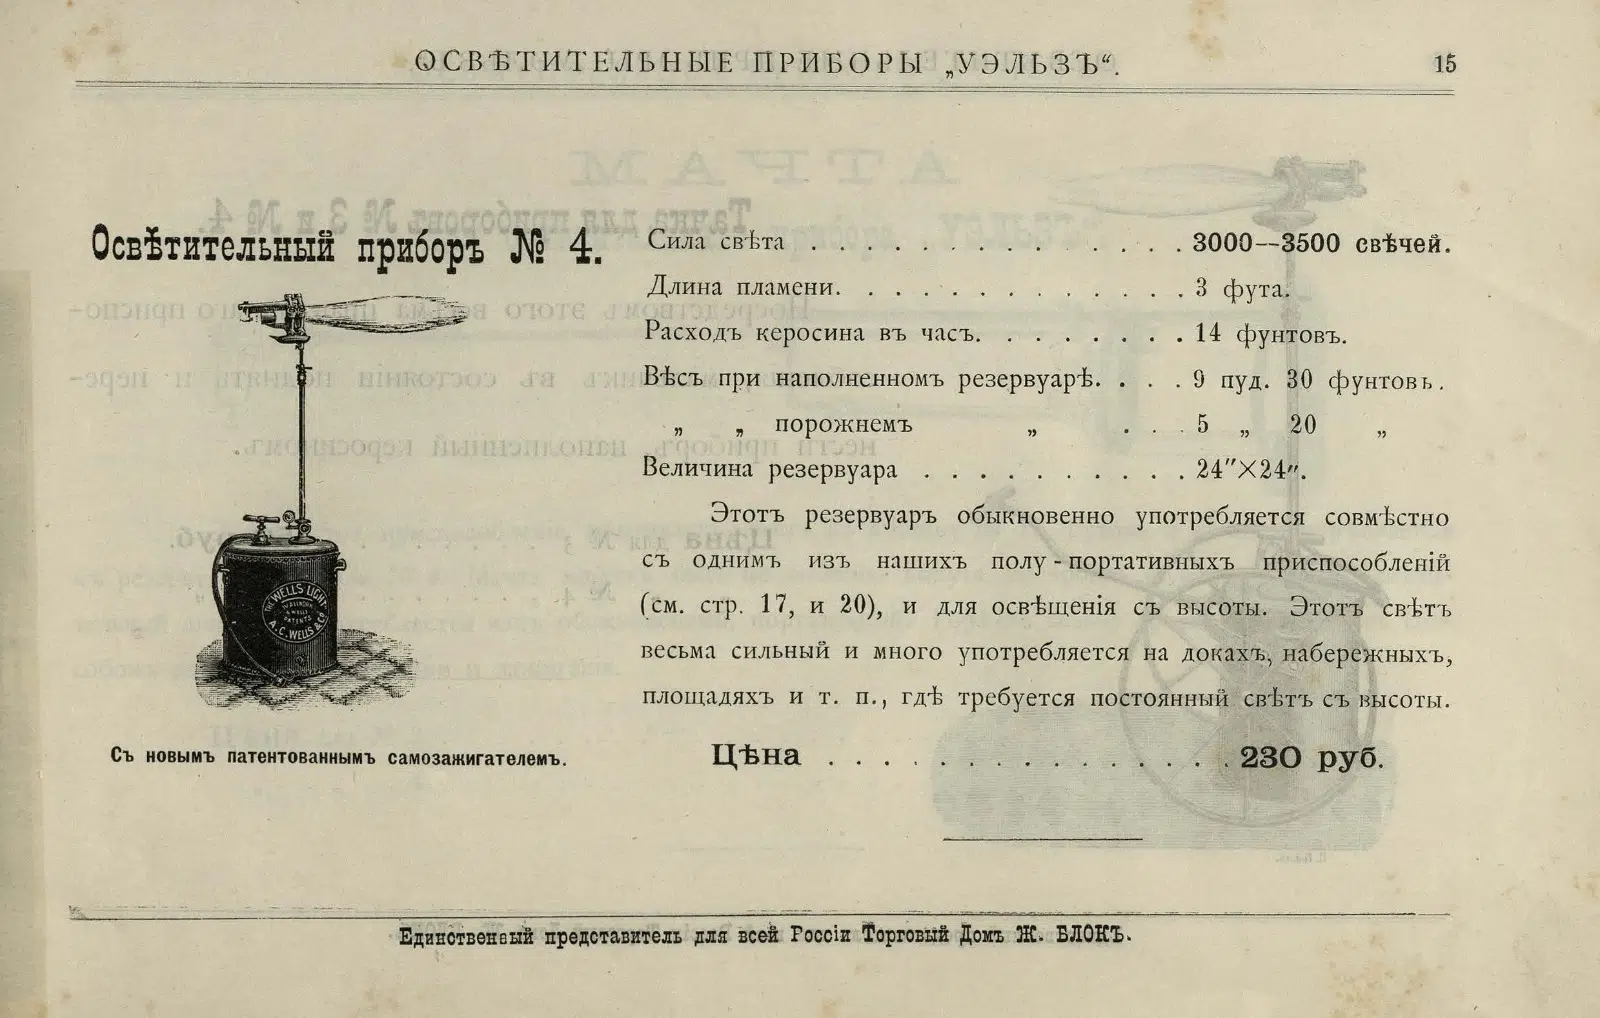 ОСВѢТИТЕЛЬНЫЕ ПРИБОРЫ „УЭЛЬЗЪ“. 15
Освѣтительный приборъ № 4.
THE WELLS LIGHT
WALLWORK
& WELLS
PATENTS
A.C. WELLS & Co
Съ новымъ патентованнымъ самозажигателемъ.
Сила свѣта . . . . . . . . . . . . 3000—3500 свѣчей.
Длина пламени. . . . . . . . . . . . . . 3 фута.
Расходъ керосина въ часъ. . . . . . . . 14 фунтовъ.
Вѣсъ при наполненномъ резервуарѣ. . . . 9 пуд. 30 фунтовъ.
„ „ порожнемъ „ . . . 5 „ 20 „
Величина резервуара . . . . . . . . . . 24″×24″.
Этотъ резервуаръ обыкновенно употребляется совмѣстно
съ однимъ изъ нашихъ полу-портативныхъ приспособленій
(см. стр. 17, и 20), и для освѣщенія съ высоты. Этотъ свѣтъ
весьма сильный и много употребляется на докахъ, набережныхъ,
площадяхъ и т. п., гдѣ требуется постоянный свѣтъ съ высоты.
Цѣна . . . . . . . . . . . . . . . 230 руб.
Единственный представитель для всей Россіи Торговый Домъ Ж. БЛОКЪ.